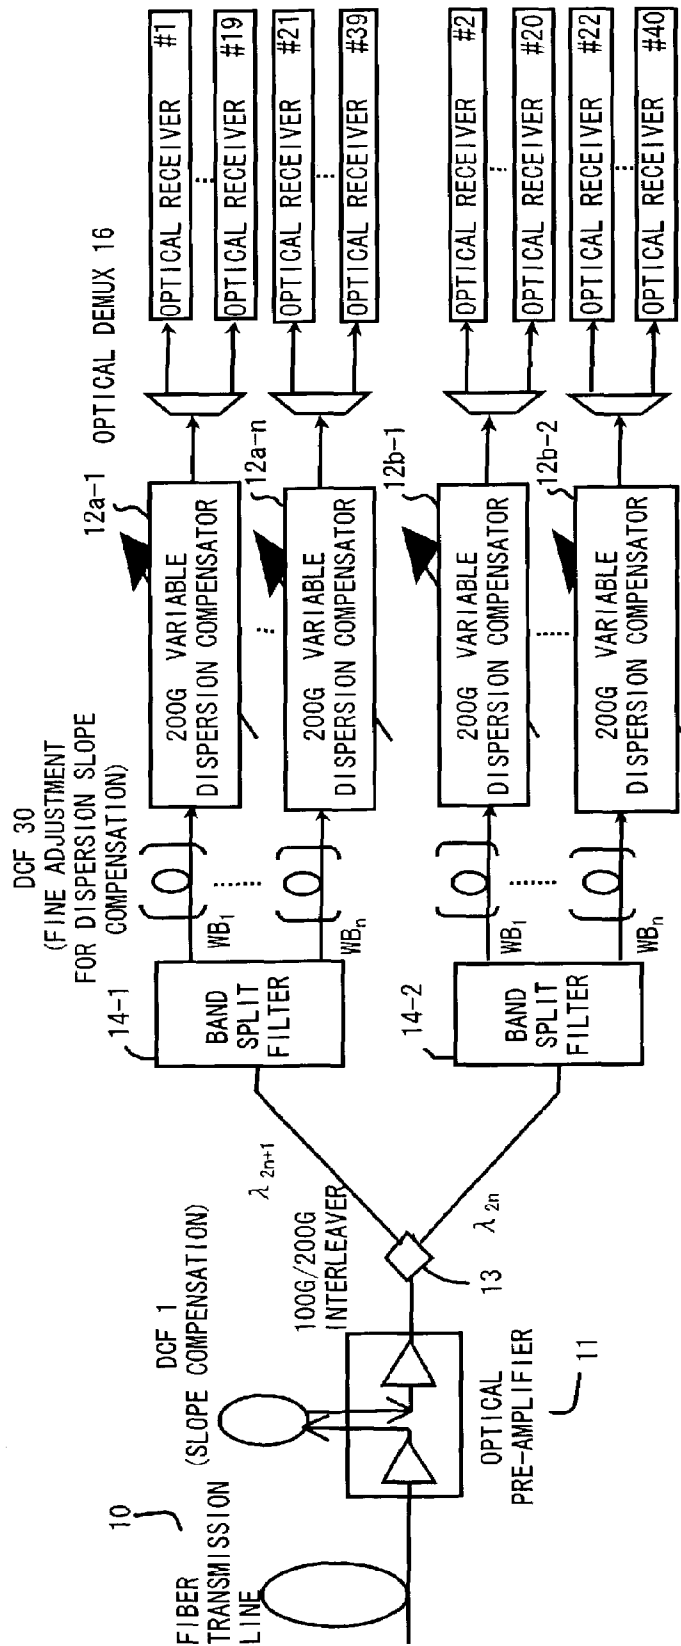 FIBER
TRANSMISSION
LINE
10
DCF 1
(SLOPE COMPENSATION)
OPTICAL
PRE-AMPLIFIER
11
100G/200G
INTERLEAVER
13
λ2n+1
λ2n
14-1
BAND
SPLIT
FILTER
14-2
BAND
SPLIT
FILTER
DCF 30
(FINE ADJUSTMENT
FOR DISPERSION SLOPE
COMPENSATION)
WB1
WBn
WB1
WBn
12a-1
200G VARIABLE
DISPERSION COMPENSATOR
12a-n
200G VARIABLE
DISPERSION COMPENSATOR
12b-1
200G VARIABLE
DISPERSION COMPENSATOR
12b-2
200G VARIABLE
DISPERSION COMPENSATOR
OPTICAL DEMUX 16
OPTICAL RECEIVER #1
OPTICAL RECEIVER #19
OPTICAL RECEIVER #21
OPTICAL RECEIVER #39
OPTICAL RECEIVER #2
OPTICAL RECEIVER #20
OPTICAL RECEIVER #22
OPTICAL RECEIVER #40